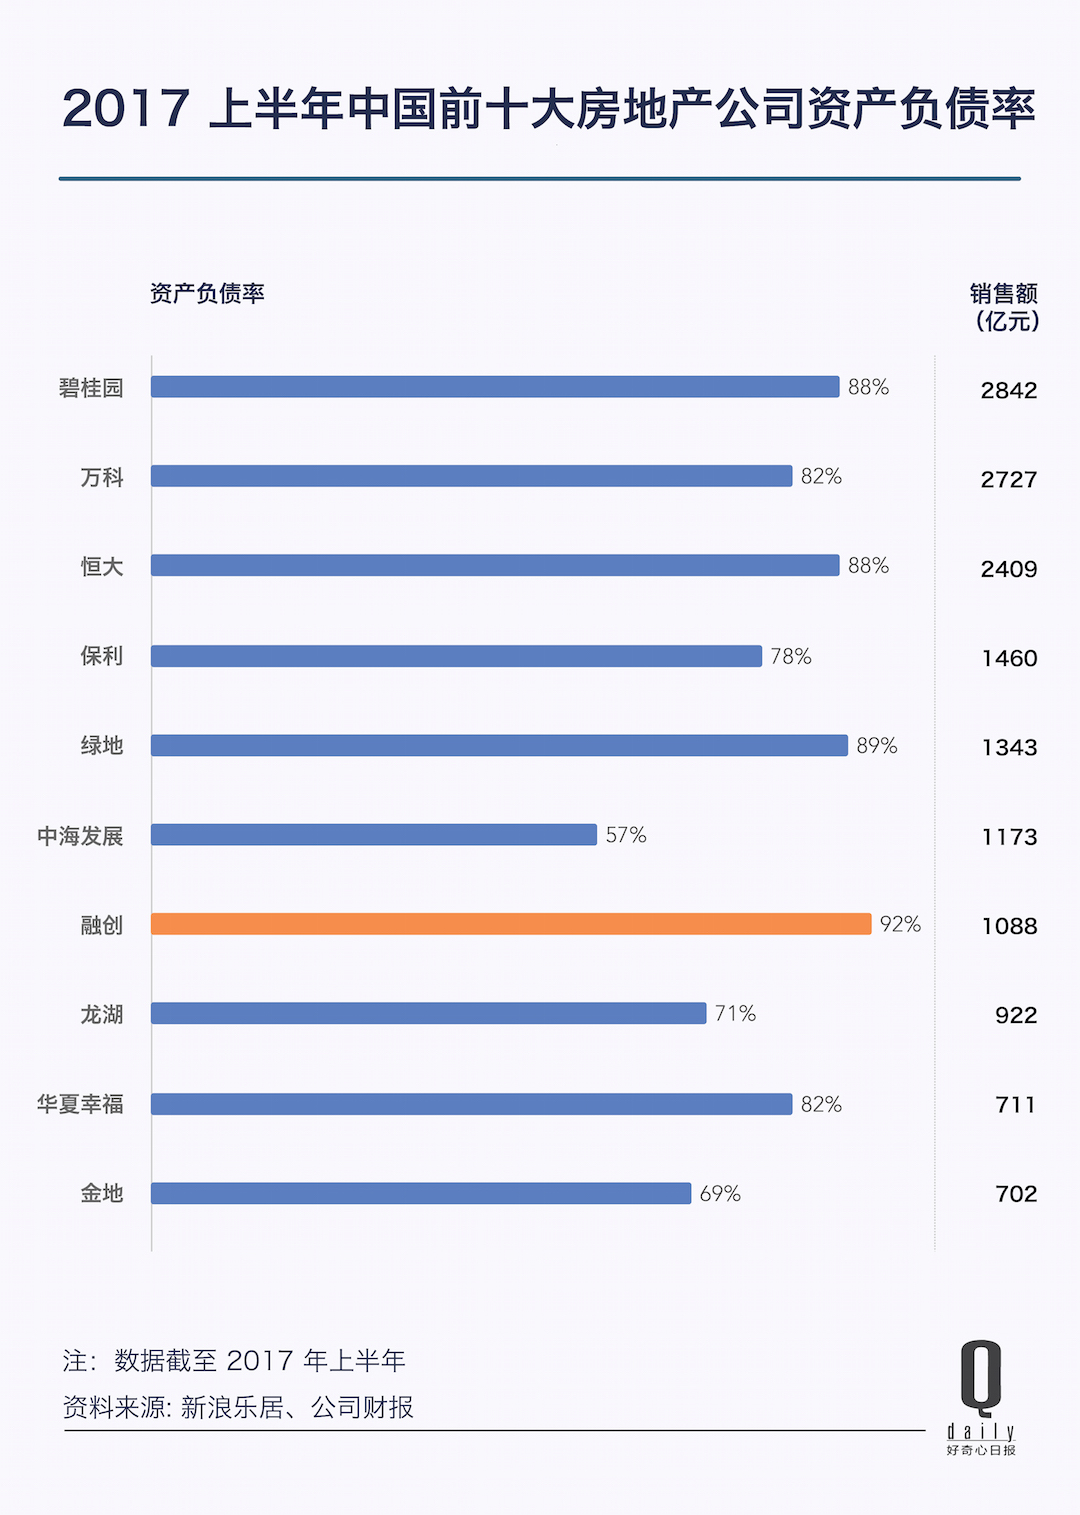 2017 上半年中国前十大房地产公司资产负债率
资产负债率
销售额
(亿元)
碧桂园 88% 2842
万科 82% 2727
恒大 88% 2409
保利 78% 1460
绿地 89% 1343
中海发展 57% 1173
融创 92% 1088
龙湖 71% 922
华夏幸福 82% 711
金地 69% 702
注：数据截至 2017 年上半年
资料来源: 新浪乐居、公司财报
Q
daily
好奇心日报